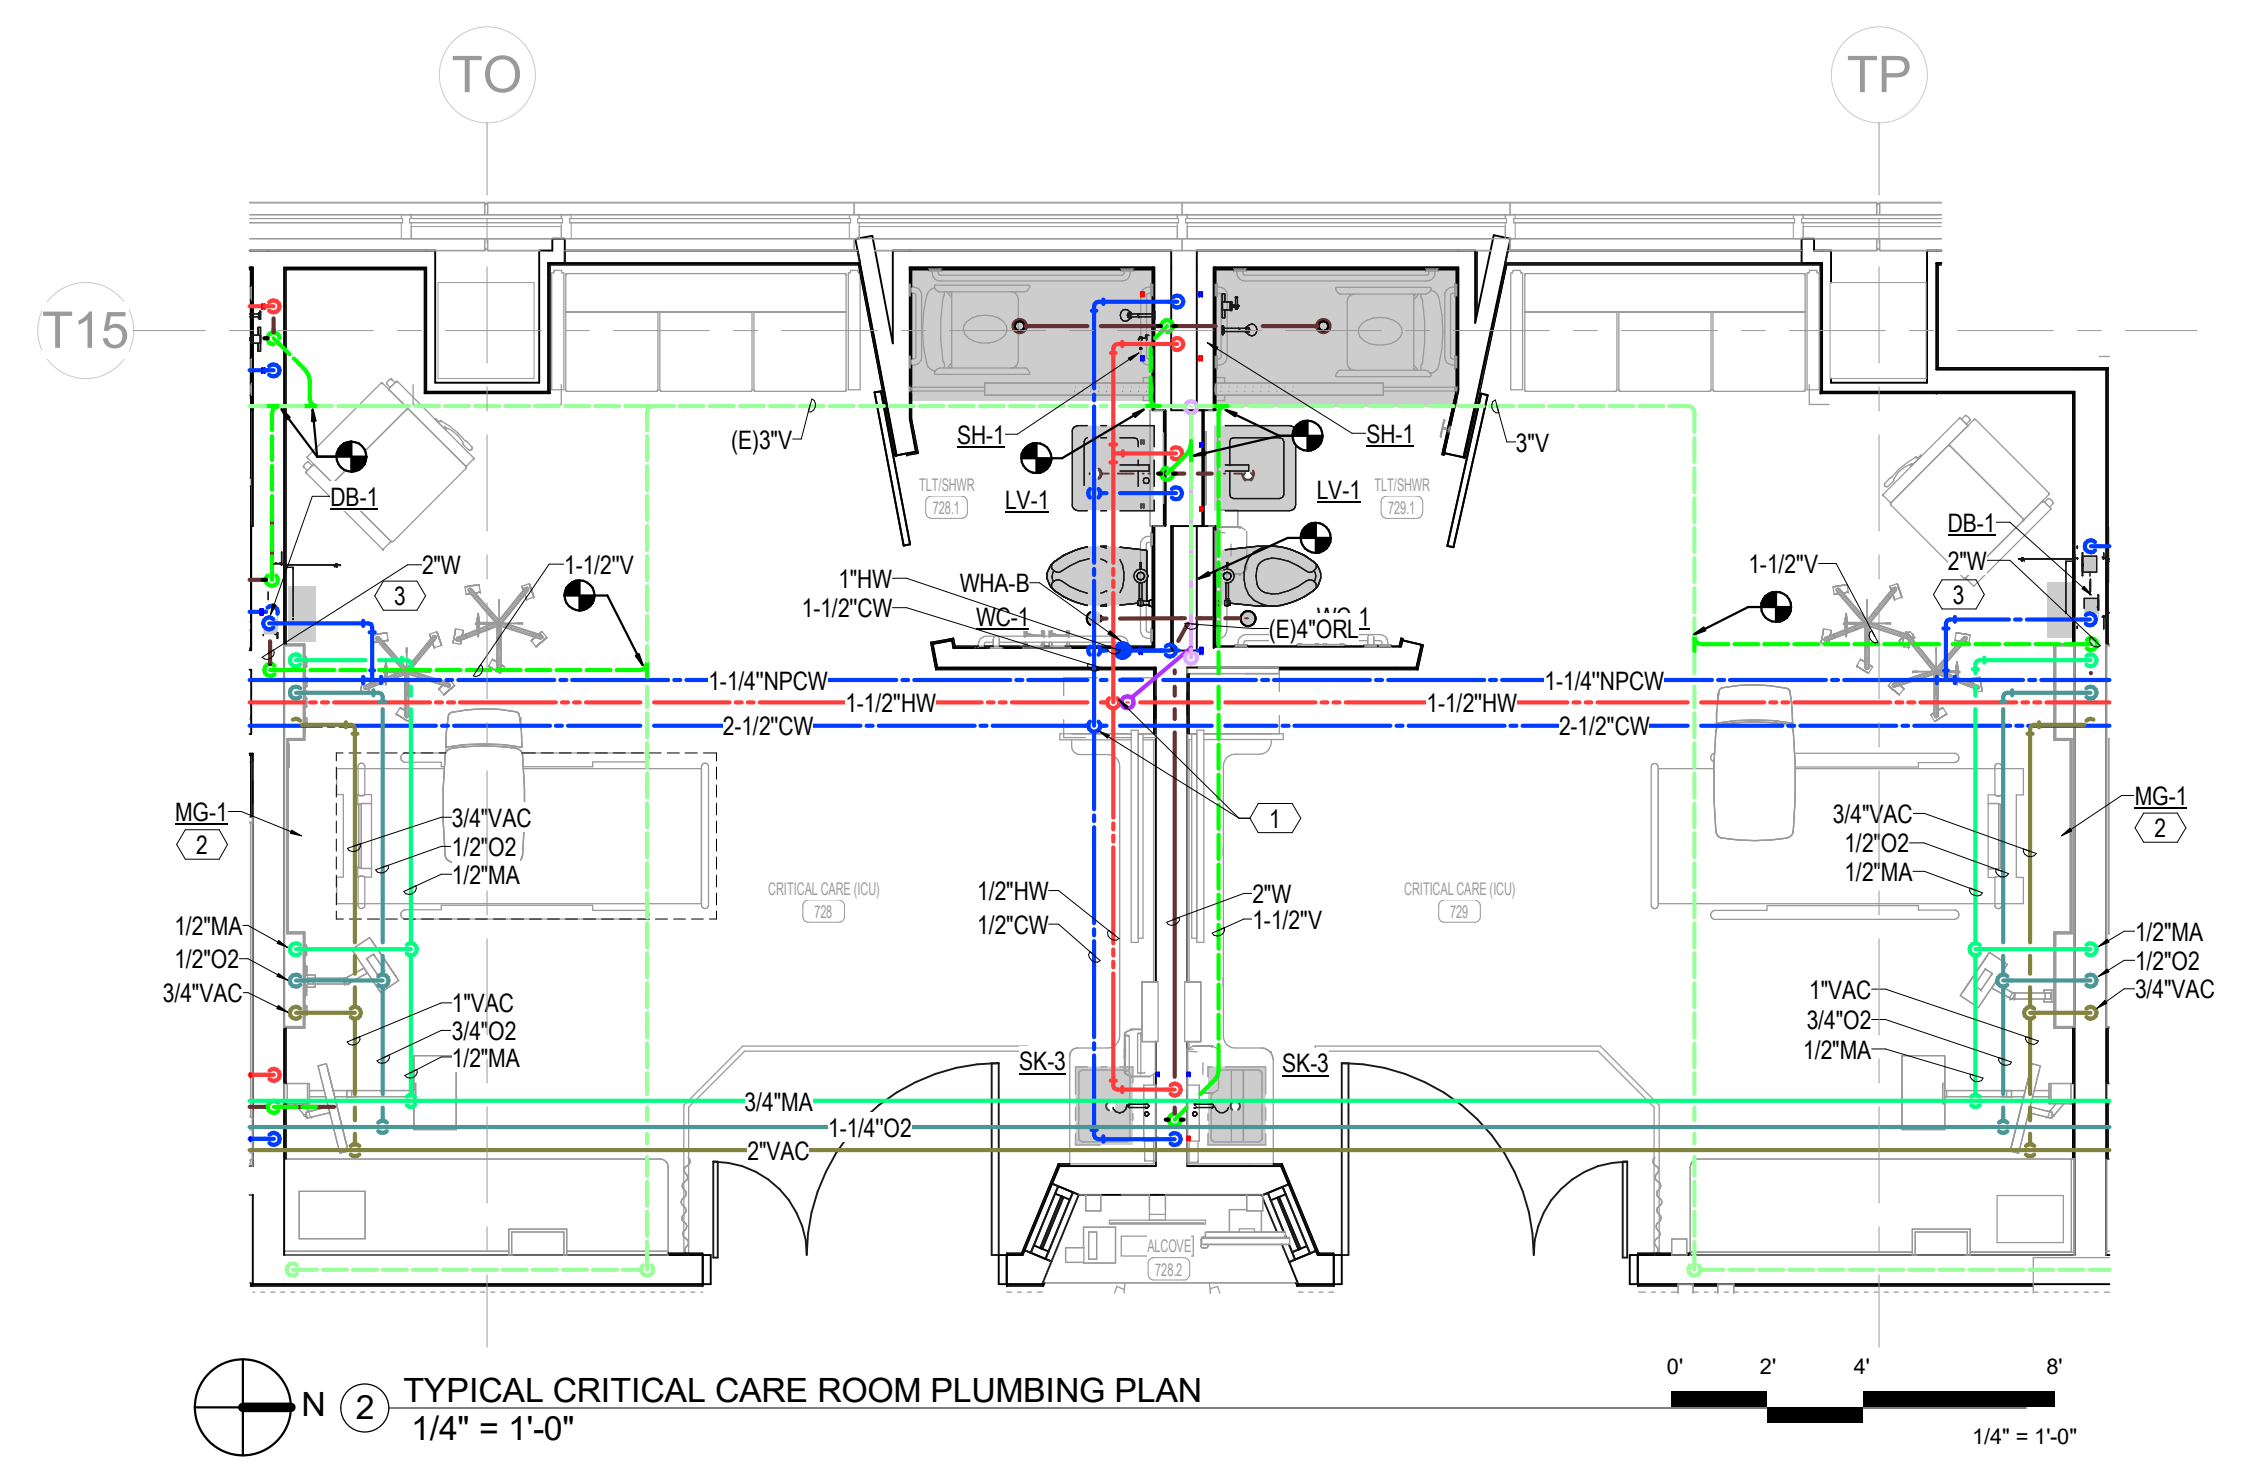 TO
TP
T15
(E)3"V
SH-1
SH-1
3"V
TLT/SHWR
728.1
LV-1
LV-1
TLT/SHWR
729.1
DB-1
DB-1
2"W
3
1-1/2"V
1"HW
WHA-B
1-1/2"CW
WC-1
WC-1
(E)4"ORL
1-1/2"V
2"W
3
1-1/4"NPCW
1-1/4"NPCW
1-1/2"HW
1-1/2"HW
2-1/2"CW
2-1/2"CW
MG-1
2
3/4"VAC
1/2"O2
1/2"MA
1
3/4"VAC
1/2"O2
1/2"MA
MG-1
2
CRITICAL CARE (ICU)
728
1/2"HW
1/2"CW
2"W
1-1/2"V
CRITICAL CARE (ICU)
729
1/2"MA
1/2"O2
3/4"VAC
1/2"MA
1/2"O2
3/4"VAC
1"VAC
3/4"O2
1/2"MA
1"VAC
3/4"O2
1/2"MA
SK-3
SK-3
3/4"MA
1-1/4"O2
2"VAC
ALCOVE
728.2
N
2
TYPICAL CRITICAL CARE ROOM PLUMBING PLAN
1/4" = 1'-0"
0' 2' 4' 8'
1/4" = 1'-0"